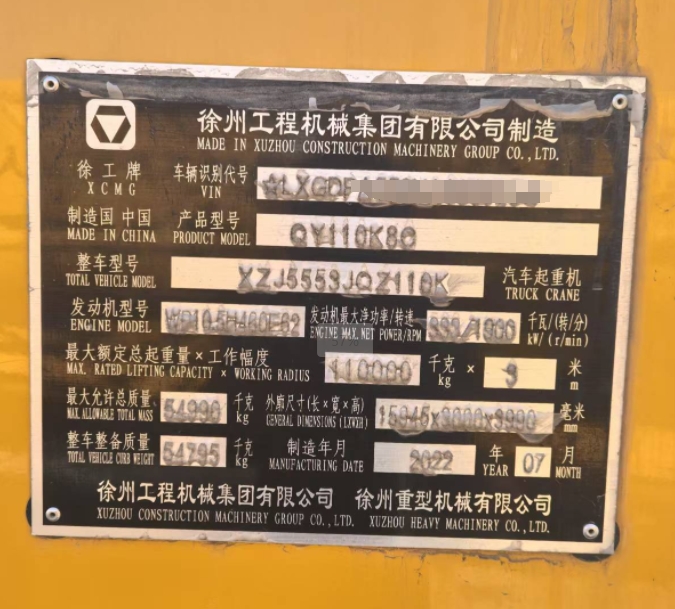 徐州工程机械集团有限公司制造
MADE IN XUZHOU CONSTRUCTION MACHINERY GROUP CO., LTD.
徐工牌 车辆识别代号
XCMG VIN
制造国 中国 产品型号
MADE IN CHINA PRODUCT MODEL QY110K8C
整车型号 汽车起重机
TOTAL VEHICLE MODEL XZJ5553JQZ110K TRUCK CRANE
发动机型号 发动机最大净功率/转速 千瓦/(转/分)
ENGINE MODEL ENGINE MAX. NET POWER/RPM /1900 kW/(r/min)
最大额定总起重量×工作幅度 110000 千克 × 3 米
MAX. RATED LIFTING CAPACITY × WORKING RADIUS kg m
最大允许总质量 54990 千克 外廓尺寸(长×宽×高) 毫米
MAX. ALLOWABLE TOTAL MASS kg GENERAL DIMENSIONS (LXWXH) mm
整车整备质量 54795 千克 制造年月 2022 年 07 月
TOTAL VEHICLE CURB WEIGHT kg MANUFACTURING DATE YEAR MONTH
徐州工程机械集团有限公司 徐州重型机械有限公司
XUZHOU CONSTRUCTION MACHINERY GROUP CO., LTD. XUZHOU HEAVY MACHINERY CO., LTD.